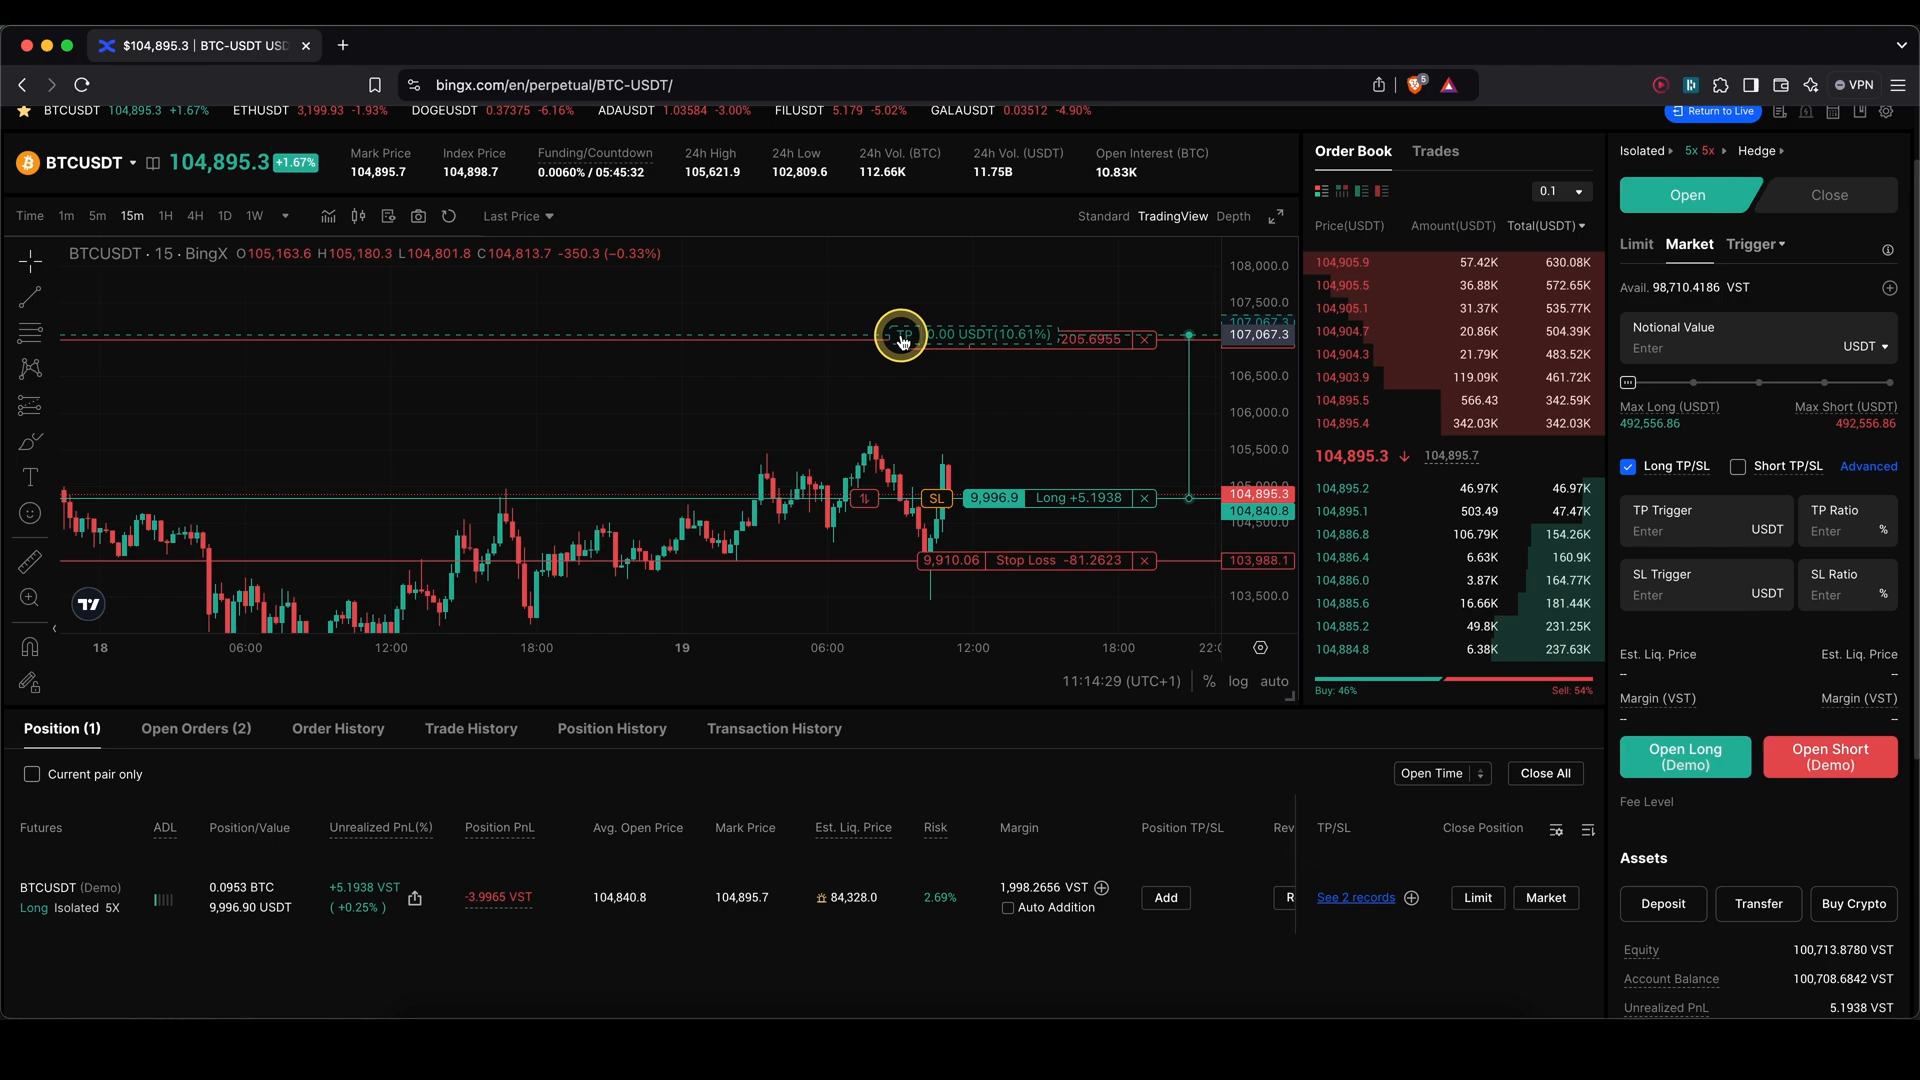 $104,895.3 | BTC-USDT USD
bingx.com/en/perpetual/BTC-USDT/
5
VPN
BTCUSDT 104,895.3 +1.67% ETHUSDT 3,199.93 -1.93% DOGEUSDT 0.37375 -6.16% ADAUSDT 1.03584 -3.00% FILUSDT 5.179 -5.02% GALAUSDT 0.03512 -4.90%
Return to Live
BTCUSDT 104,895.3 +1.67%
Mark Price Index Price Funding/Countdown 24h High 24h Low 24h Vol. (BTC) 24h Vol. (USDT) Open Interest (BTC)
104,895.7 104,898.7 0.0060% / 05:45:32 105,621.9 102,809.6 112.66K 11.75B 10.83K
Time 1m 5m 15m 1H 4H 1D 1W Last Price Standard TradingView Depth
BTCUSDT · 15 · BingX O105,163.6 H105,180.3 L104,801.8 C104,813.7 -350.3 (−0.33%)
108,000.0
107,500.0
107,067.3
TP 0.00 USDT(10.61%) 205.6955 107,067.3
106,500.0
106,000.0
105,500.0
105,000.0
104,895.3
SL 9,996.9 Long +5.1938
104,840.8
104,500.0
9,910.06 Stop Loss -81.2623 103,988.1
103,500.0
18 06:00 12:00 18:00 19 06:00 12:00 18:00 22:0
11:14:29 (UTC+1) % log auto
Order Book Trades
0.1
Price(USDT) Amount(USDT) Total(USDT)
104,905.9 57.42K 630.08K
104,905.5 36.88K 572.65K
104,905.1 31.37K 535.77K
104,904.7 20.86K 504.39K
104,904.3 21.79K 483.52K
104,903.9 119.09K 461.72K
104,895.5 566.43 342.59K
104,895.4 342.03K 342.03K
104,895.3 104,895.7
104,895.2 46.97K 46.97K
104,895.1 503.49 47.47K
104,886.8 106.79K 154.26K
104,886.4 6.63K 160.9K
104,886.0 3.87K 164.77K
104,885.6 16.66K 181.44K
104,885.2 49.8K 231.25K
104,884.8 6.38K 237.63K
Buy: 46% Sell: 54%
Isolated 5x 5x Hedge
Open Close
Limit Market Trigger
Avail. 98,710.4186 VST
Notional Value
Enter USDT
Max Long (USDT) Max Short (USDT)
492,556.86 492,556.86
Long TP/SL Short TP/SL Advanced
TP Trigger TP Ratio
Enter USDT Enter %
SL Trigger SL Ratio
Enter USDT Enter %
Est. Liq. Price Est. Liq. Price
-- --
Margin (VST) Margin (VST)
-- --
Open Long (Demo) Open Short (Demo)
Fee Level
Assets
Deposit Transfer Buy Crypto
Equity 100,713.8780 VST
Account Balance 100,708.6842 VST
Unrealized PnL 5.1938 VST
Position (1) Open Orders (2) Order History Trade History Position History Transaction History
Current pair only Open Time Close All
Futures ADL Position/Value Unrealized PnL(%) Position PnL Avg. Open Price Mark Price Est. Liq. Price Risk Margin Position TP/SL Rev TP/SL Close Position
BTCUSDT (Demo) 0.0953 BTC +5.1938 VST -3.9965 VST 104,840.8 104,895.7 84,328.0 2.69% 1,998.2656 VST Add R See 2 records Limit Market
Long Isolated 5X 9,996.90 USDT ( +0.25% ) Auto Addition